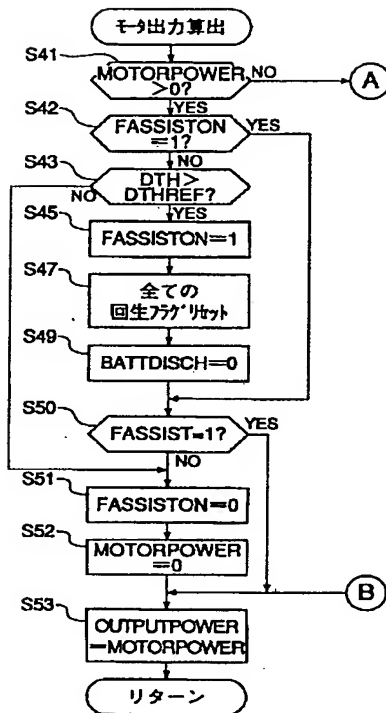 ﾓｰﾀ出力算出
S41
MOTORPOWER
>0?
NO
A
YES
S42
FASSISTON
=1?
YES
NO
S43
DTH>
DTHREF?
NO
YES
S45
FASSISTON=1
S47
全ての
回生ﾌﾗｸﾞﾘｾｯﾄ
S49
BATTDISCH=0
S50
FASSIST=1?
YES
NO
S51
FASSISTON=0
S52
MOTORPOWER
=0
B
S53
OUTPUTPOWER
-MOTORPOWER
リターン